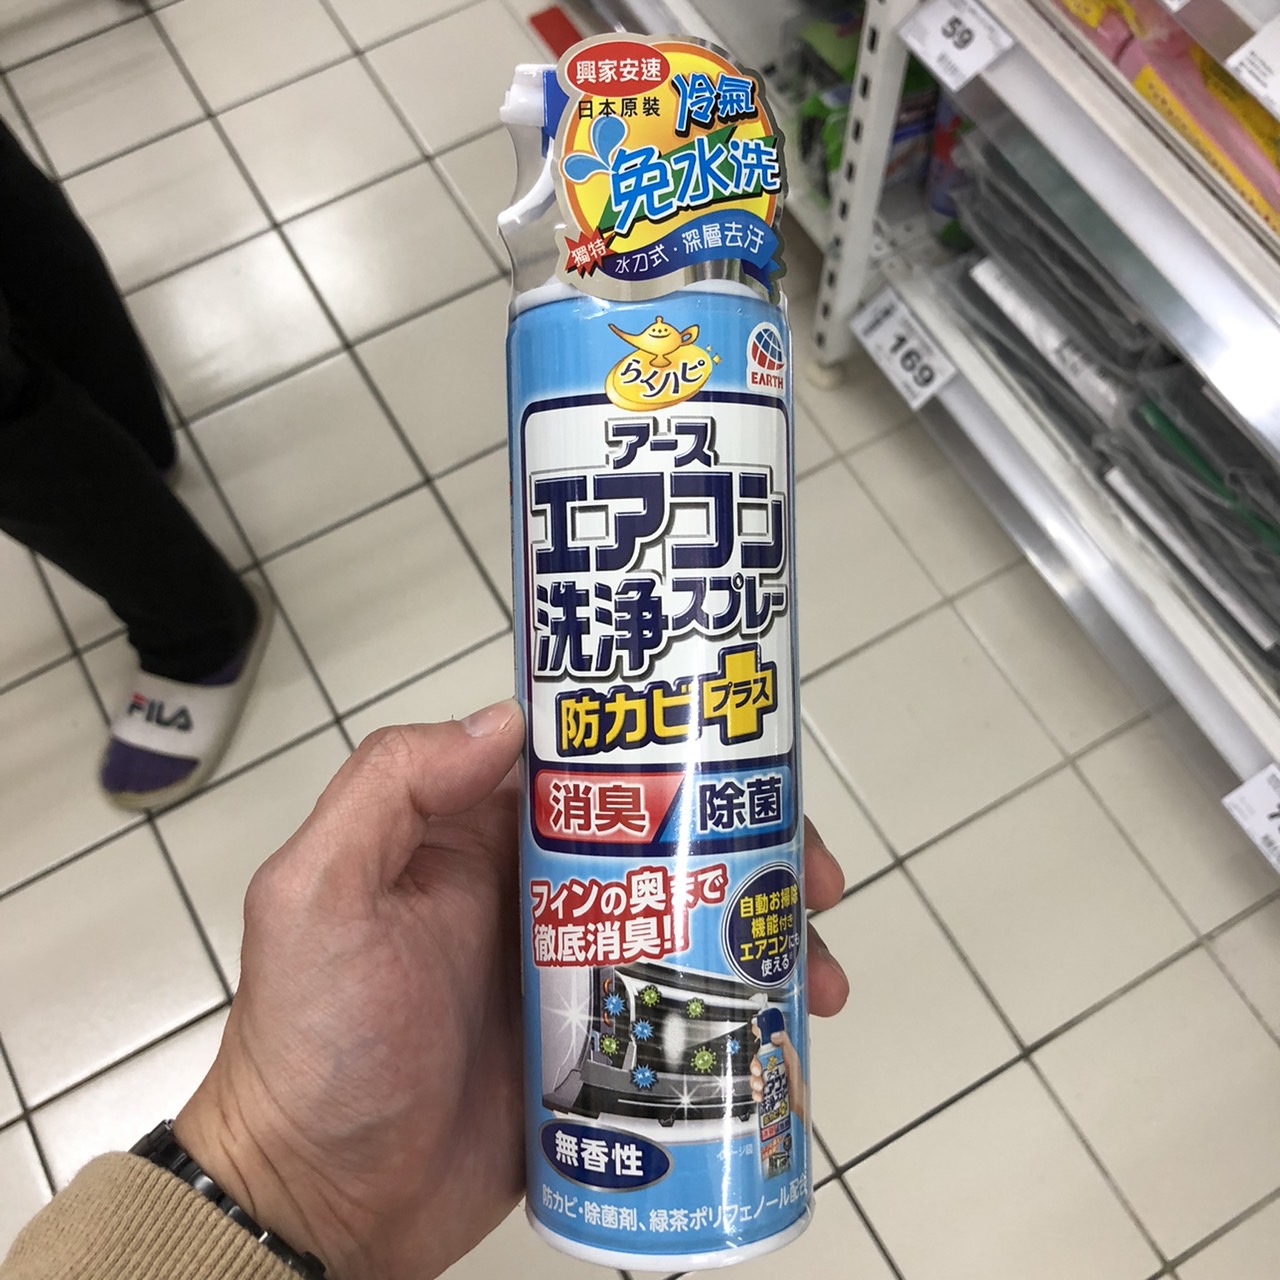 興家安速
日本原裝
冷氣
免水洗
獨特
水刀式·深層去汙
らくハピ
EARTH
アース
エアコン
洗浄スプレー
防カビプラス
消臭
除菌
フィンの奥まで
徹底消臭!!
自動お掃除
機能付き
エアコンにも
使える
無香性
イメージ図
防カビ・除菌剤、緑茶ポリフェノール配合
FILA
59
169